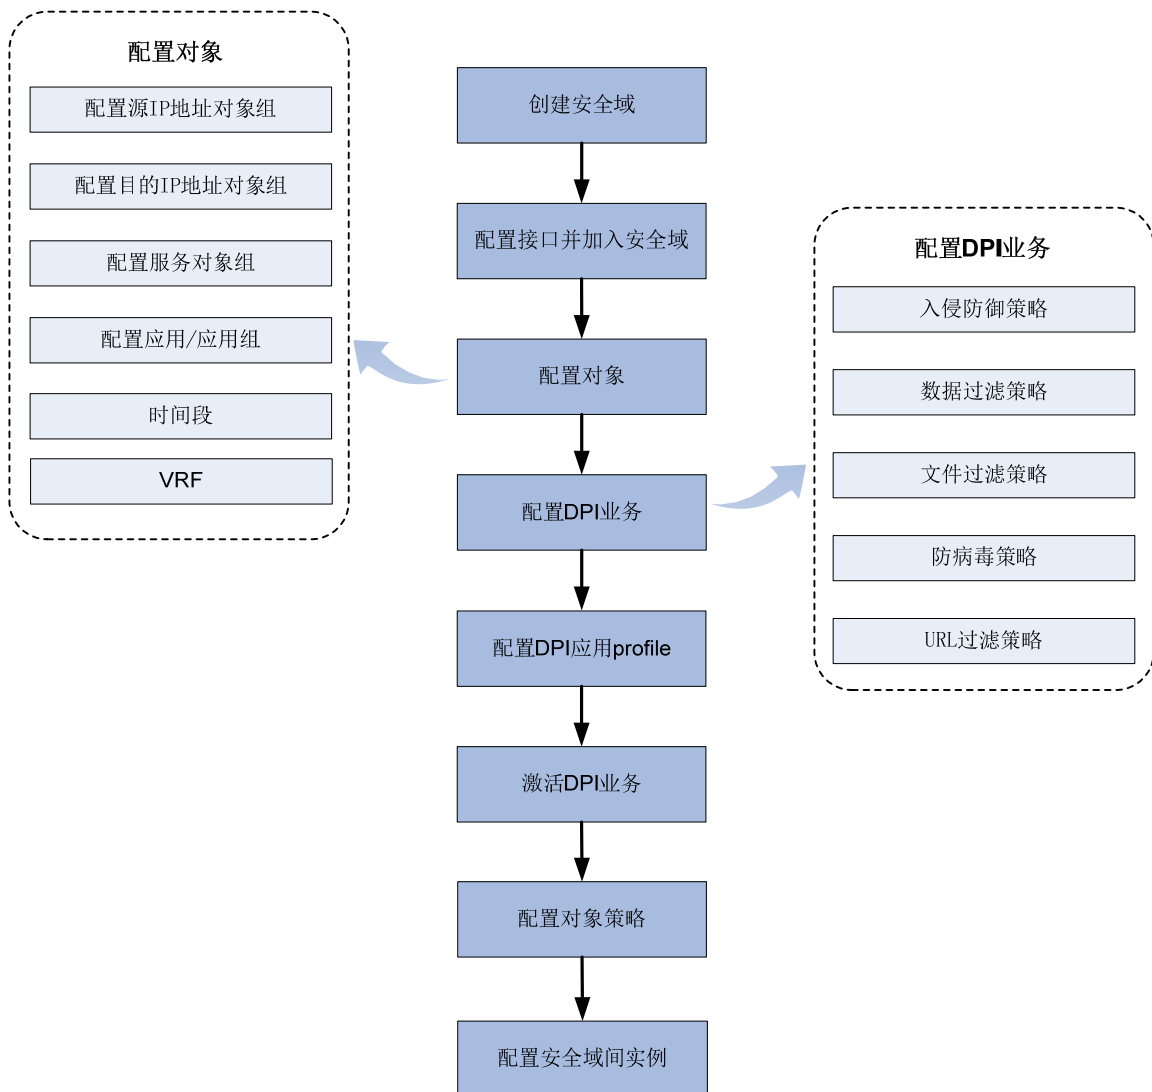 配置对象
配置源IP地址对象组
配置目的IP地址对象组
配置服务对象组
配置应用/应用组
时间段
VRF
创建安全域
配置接口并加入安全域
配置对象
配置DPI业务
配置DPI应用profile
激活DPI业务
配置对象策略
配置安全域间实例
配置DPI业务
入侵防御策略
数据过滤策略
文件过滤策略
防病毒策略
URL过滤策略